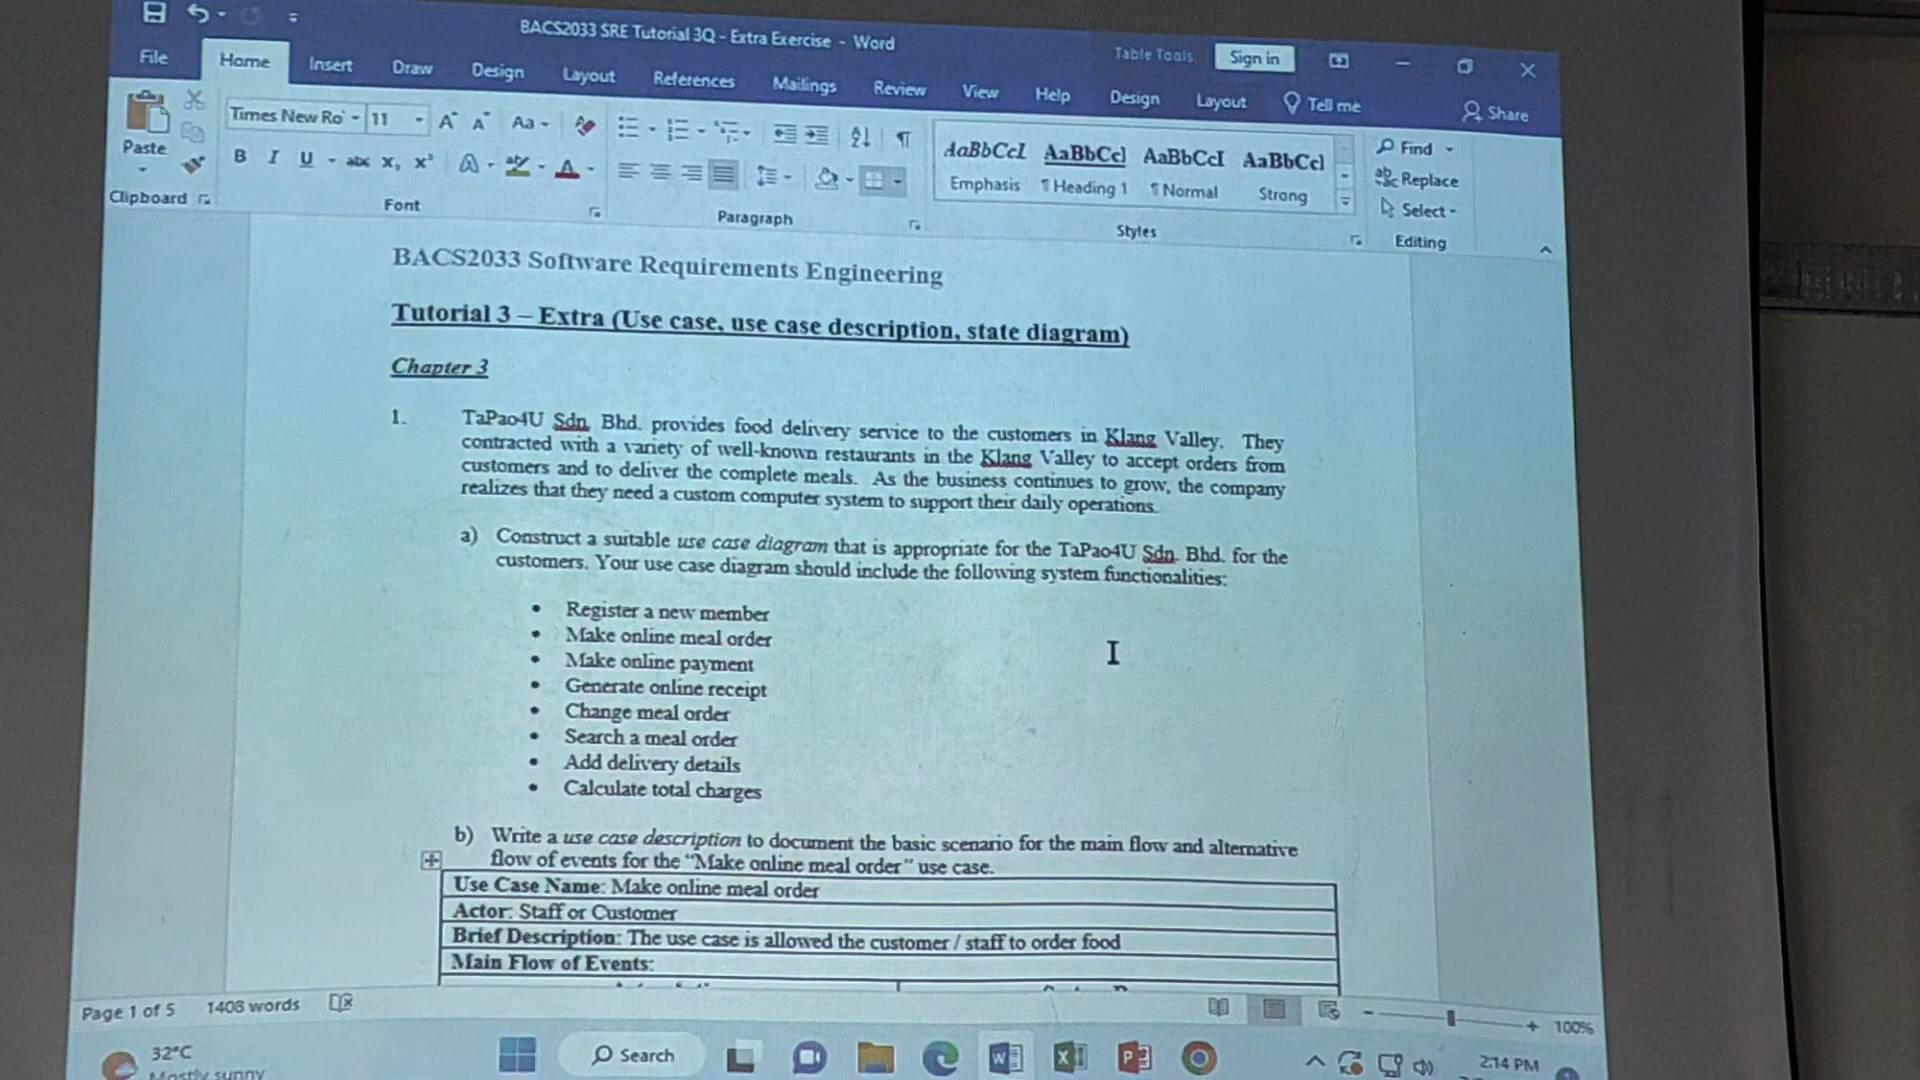 BACS2033 SRE Tutorial 3Q - Extra Exercise - Word
Table Tools
Sign in
File
Home
Insert
Draw
Design
Layout
References
Mailings
Review
View
Help
Design
Layout
Tell me
Share
Paste
Clipboard
Times New Ro
11
Aa
B I U abc x, x²
Font
Paragraph
AaBbCcI AaBbCcl AaBbCcI AaBbCcl
Emphasis ¶ Heading 1 ¶ Normal Strong
Styles
Find
Replace
Select
Editing
BACS2033 Software Requirements Engineering
Tutorial 3 – Extra (Use case, use case description, state diagram)
Chapter 3
1. TaPao4U Sdn. Bhd. provides food delivery service to the customers in Klang Valley. They
contracted with a variety of well-known restaurants in the Klang Valley to accept orders from
customers and to deliver the complete meals. As the business continues to grow, the company
realizes that they need a custom computer system to support their daily operations.
a) Construct a suitable use case diagram that is appropriate for the TaPao4U Sdn. Bhd. for the
customers. Your use case diagram should include the following system functionalities:
• Register a new member
• Make online meal order
• Make online payment
• Generate online receipt
• Change meal order
• Search a meal order
• Add delivery details
• Calculate total charges
b) Write a use case description to document the basic scenario for the main flow and alternative
flow of events for the "Make online meal order" use case.
Use Case Name: Make online meal order
Actor: Staff or Customer
Brief Description: The use case is allowed the customer / staff to order food
Main Flow of Events:
Page 1 of 5
1408 words
100%
32°C
Mostly sunny
Search
2:14 PM